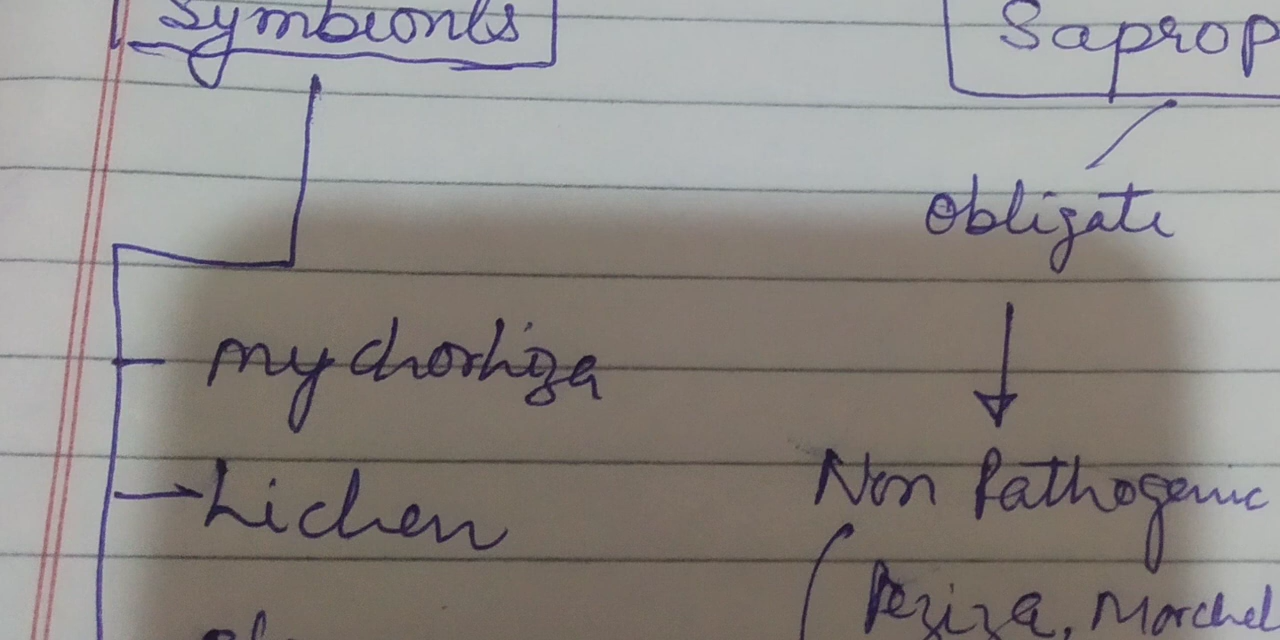 Symbionts
Saprop
Obligate
Mychorhiza
Lichen
Non Pathogenic
Peziza, Morchel